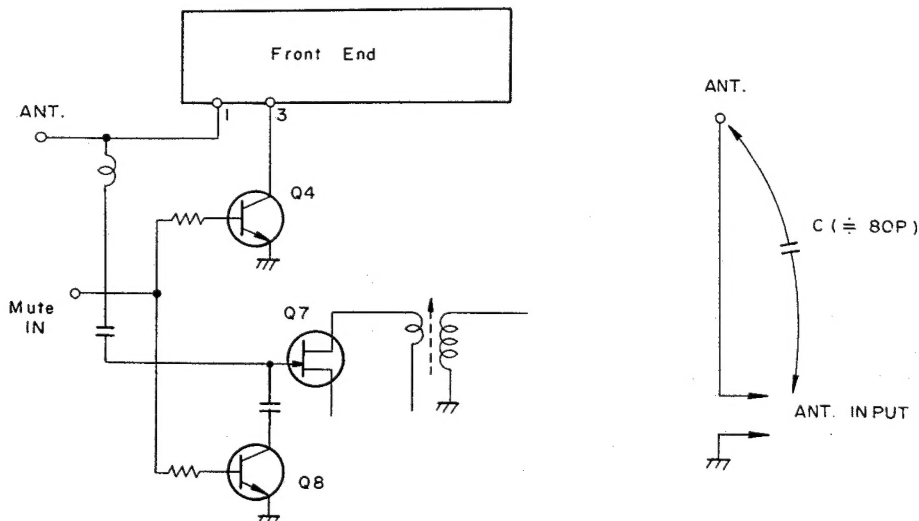 Front End
1
3
ANT.
Q4
Mute
IN
Q7
Q8
ANT.
C (≒ 80P)
ANT. INPUT